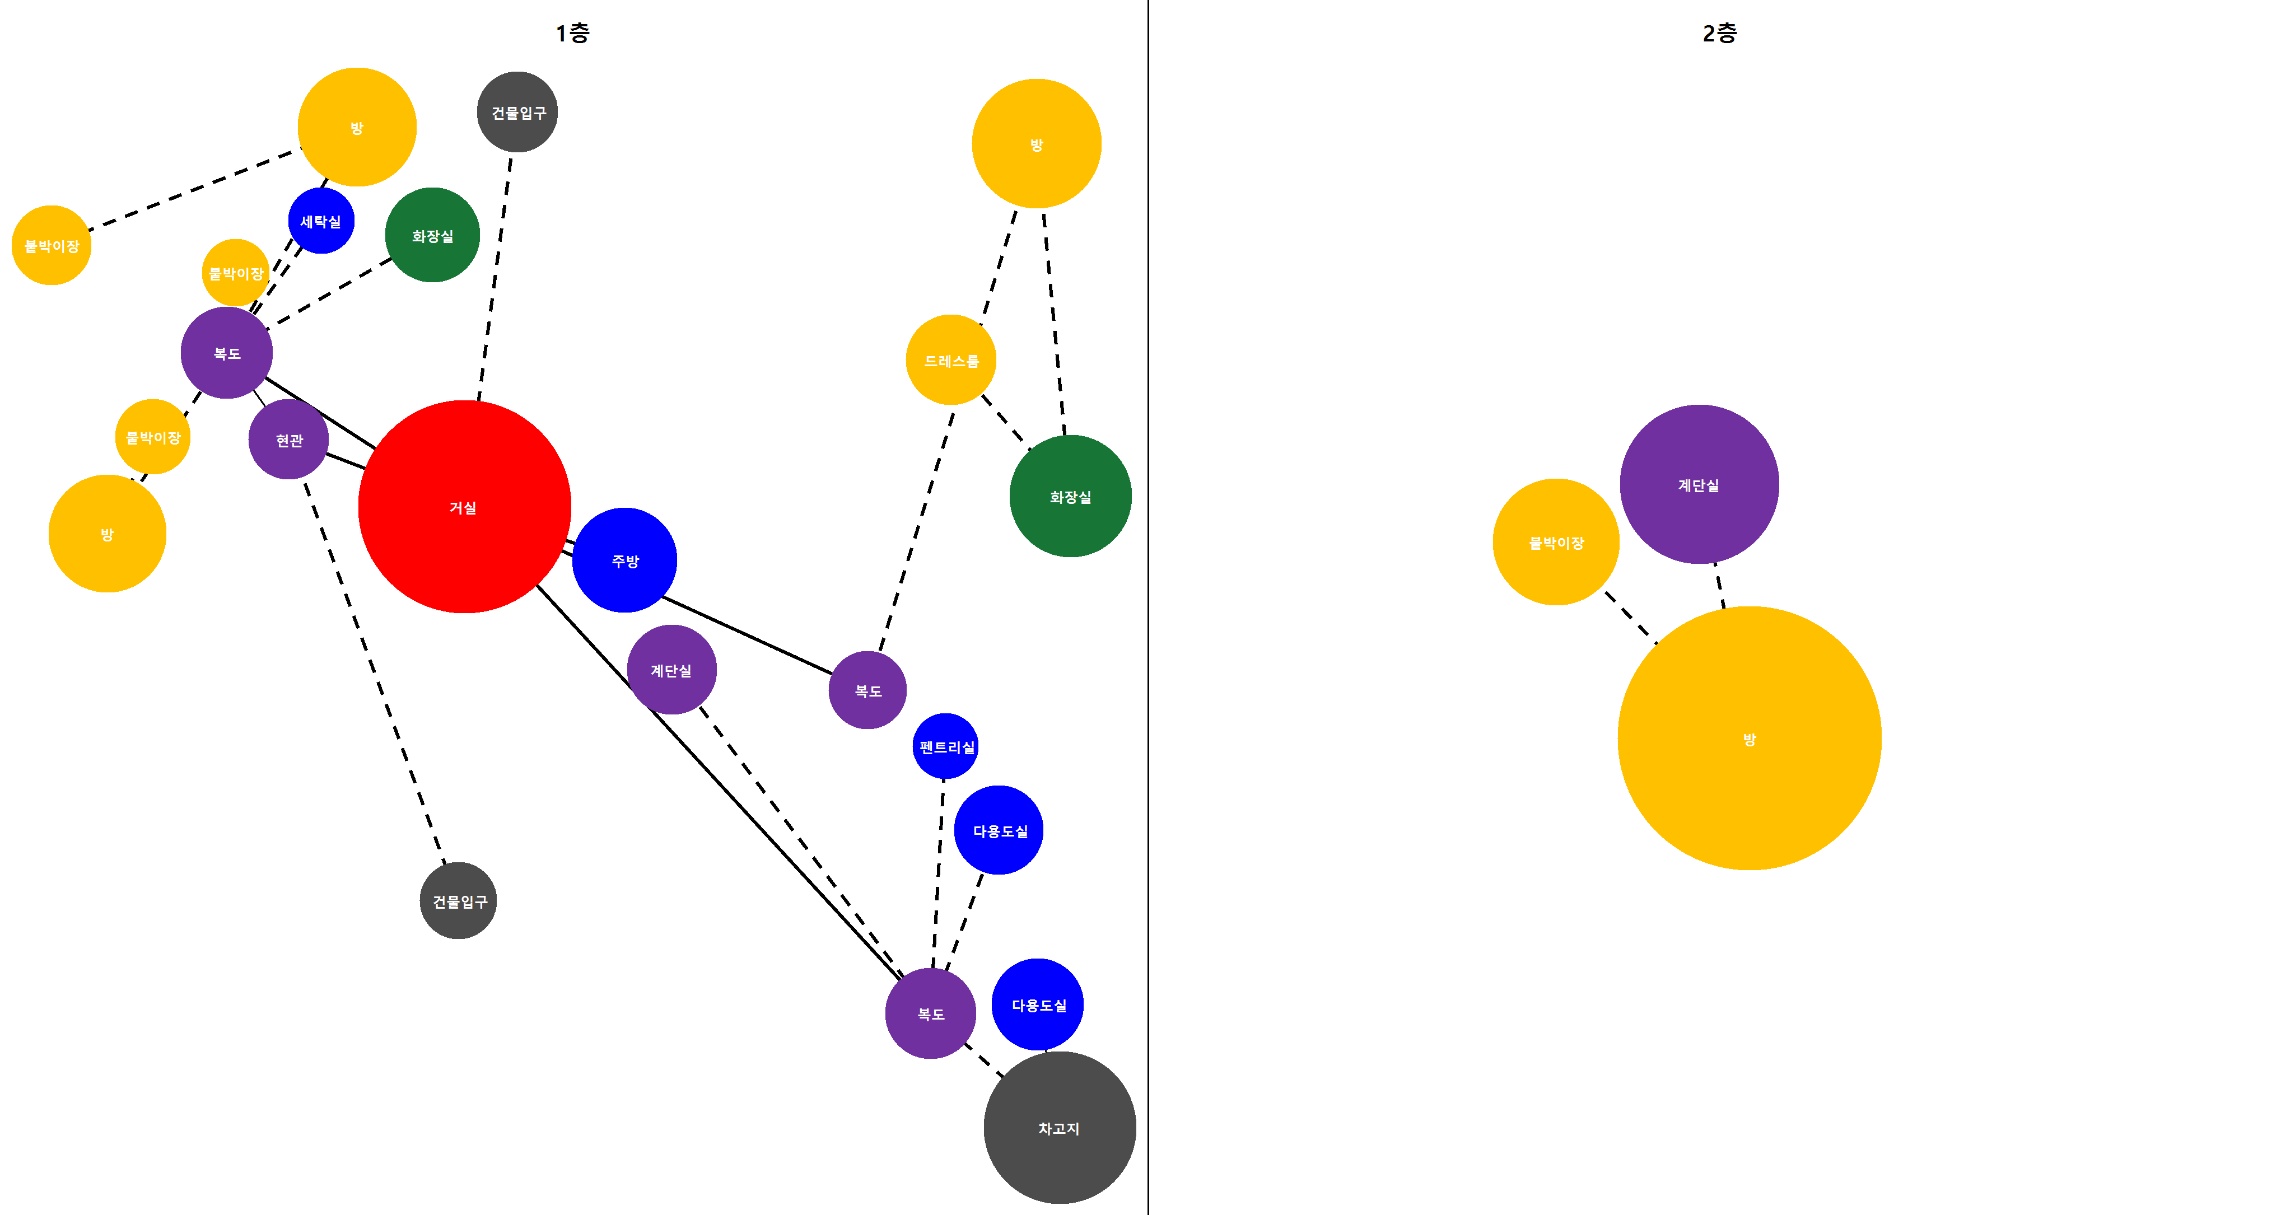 1층
2층
방
건물입구
방
세탁실
화장실
붙박이장
붙박이장
복도
드레스룸
붙박이장
현관
방
거실
주방
화장실
계단실
복도
펜트리실
다용도실
건물입구
복도
다용도실
차고지
계단실
붙박이장
방